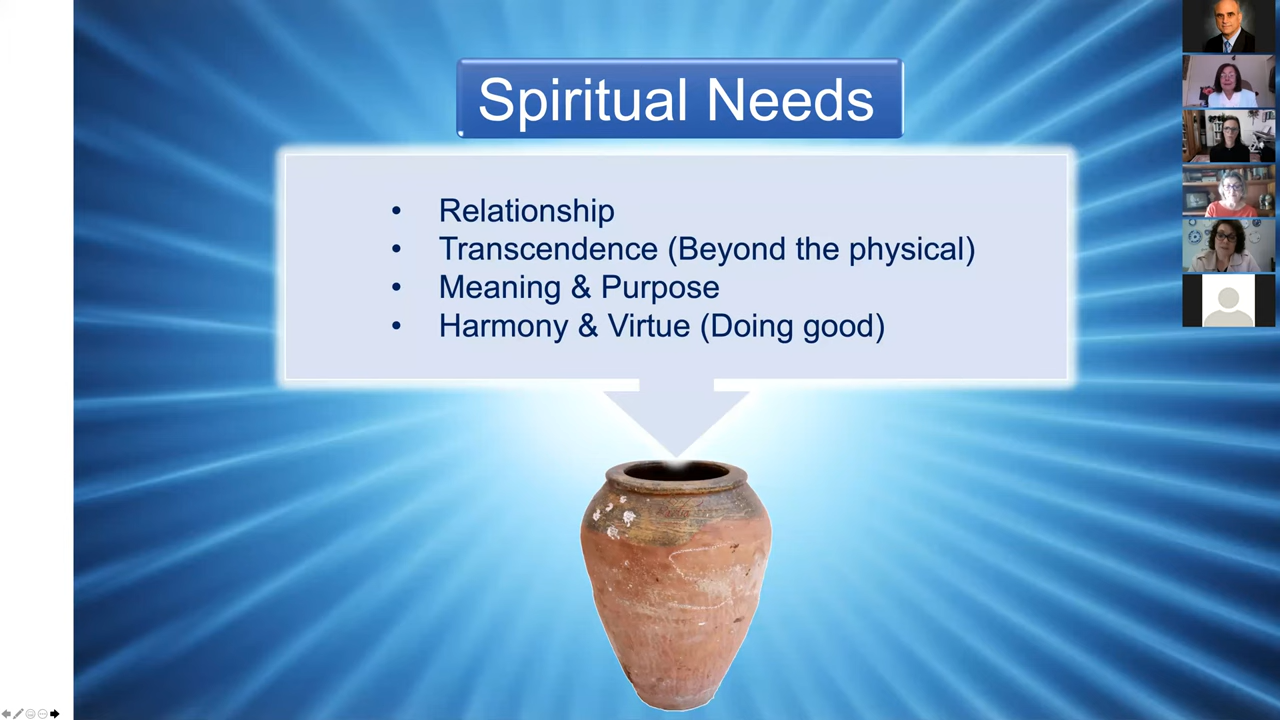 Spiritual Needs
• Relationship
• Transcendence (Beyond the physical)
• Meaning & Purpose
• Harmony & Virtue (Doing good)